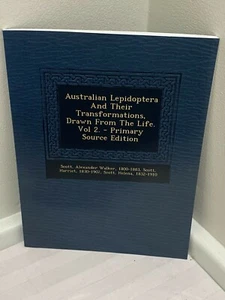 Australian Lepidoptera
And Their
Transformations,
Drawn From The Life.
Vol 2. - Primary
Source Edition
Scott, Alexander Walker, 1800-1883, Scott,
Harriet, 1830-1907, Scott, Helena, 1832-1910